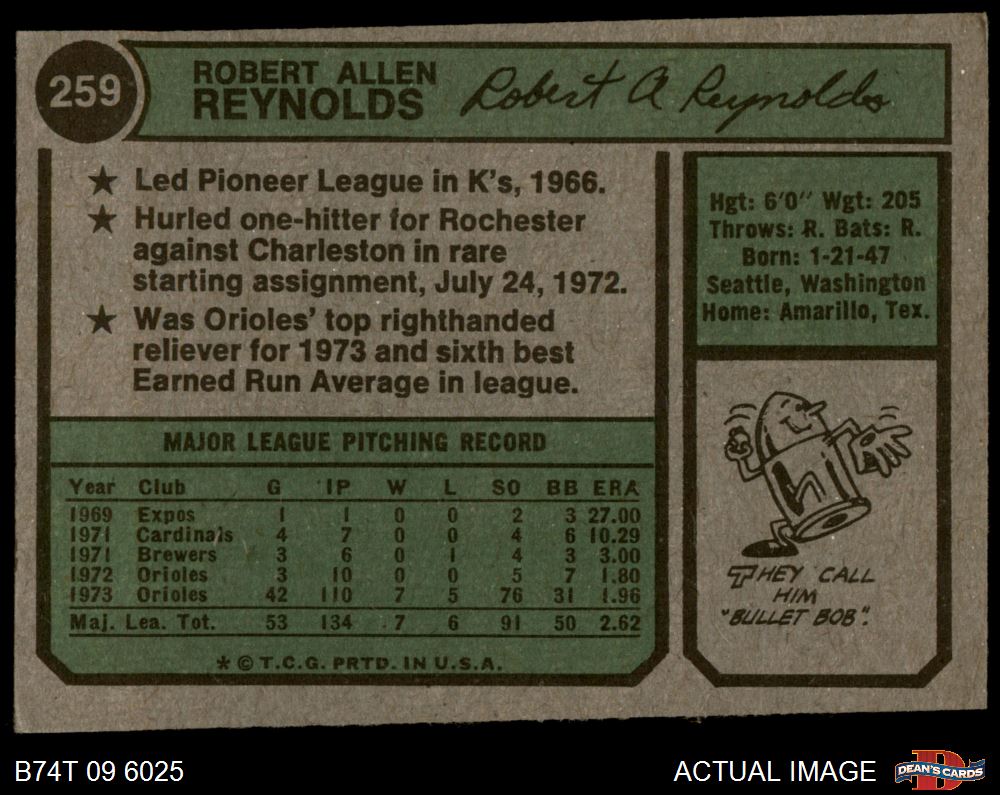 259
ROBERT ALLEN
REYNOLDS
Robert A Reynolds
★ Led Pioneer League in K's, 1966.
★ Hurled one-hitter for Rochester
against Charleston in rare
starting assignment, July 24, 1972.
★ Was Orioles' top righthanded
reliever for 1973 and sixth best
Earned Run Average in league.
Hgt: 6'0" Wgt: 205
Throws: R. Bats: R.
Born: 1-21-47
Seattle, Washington
Home: Amarillo, Tex.
MAJOR LEAGUE PITCHING RECORD
Year Club G IP W L SO BB ERA
1969 Expos 1 1 0 0 2 3 27.00
1971 Cardinals 4 7 0 0 4 6 10.29
1971 Brewers 3 6 0 1 4 3 3.00
1972 Orioles 3 10 0 0 5 7 1.80
1973 Orioles 42 110 7 5 76 31 1.96
Maj. Lea. Tot. 53 134 7 6 91 50 2.62
* © T.C.G. PRTD. IN U.S.A.
THEY CALL
HIM
"BULLET BOB".
B74T 09 6025
ACTUAL IMAGE
D
DEAN'S CARDS